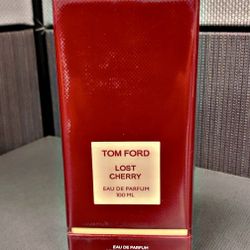 TOM FORD
LOST
CHERRY
EAU DE PARFUM
100 ML
EAU DE PARFUM